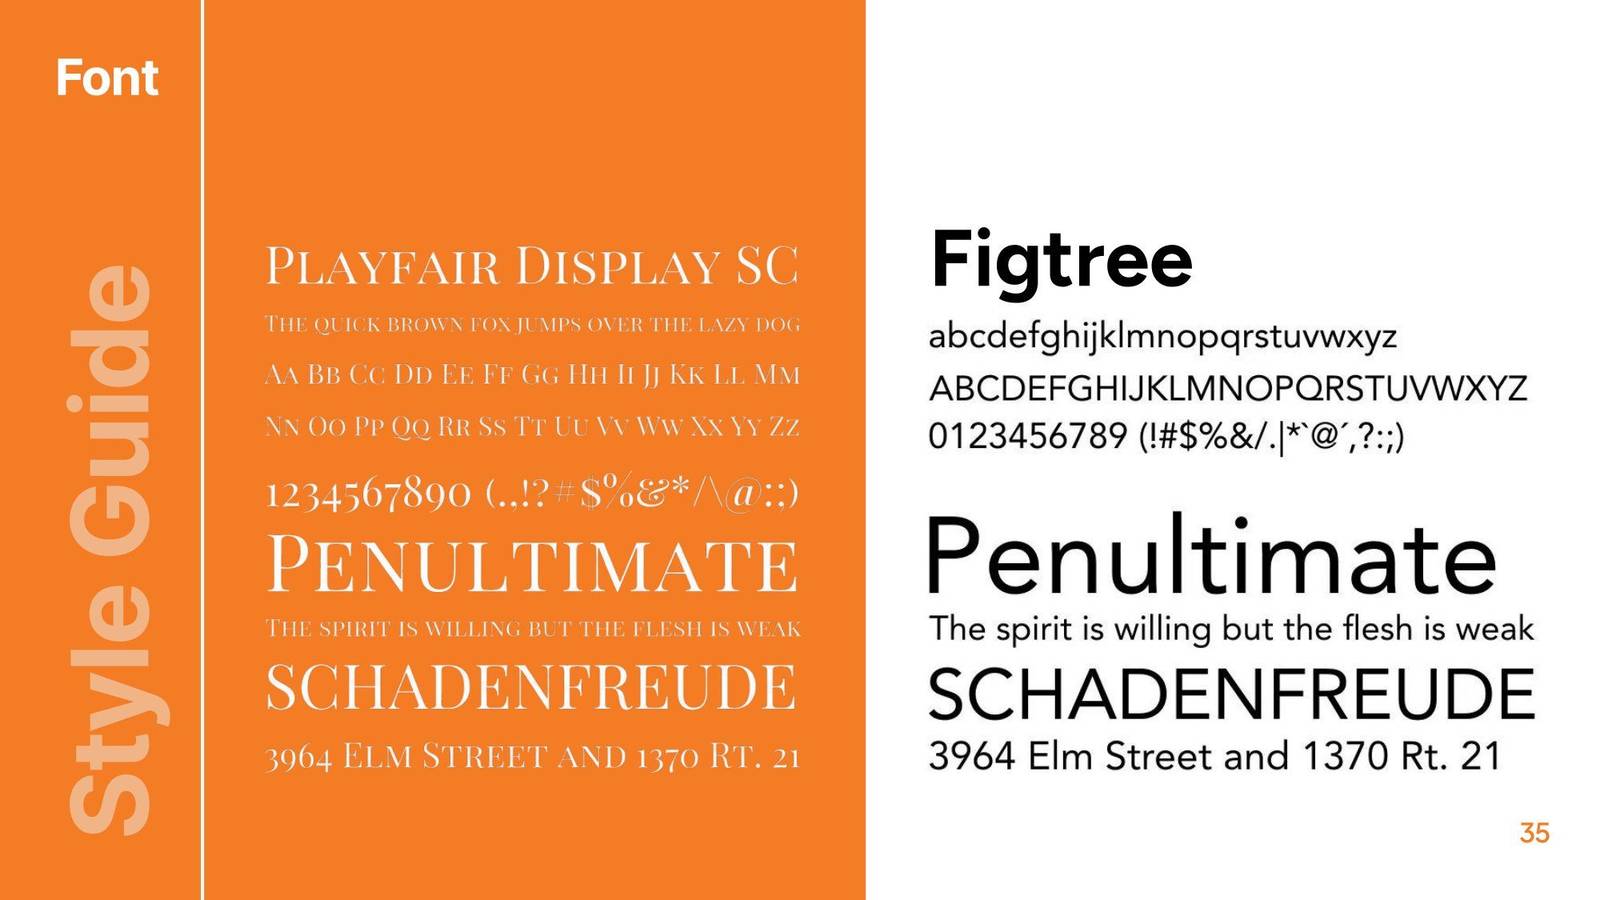 Font
Style Guide
Playfair Display SC
The quick brown fox jumps over the lazy dog
Aa Bb Cc Dd Ee Ff Gg Hh Ii Jj Kk Ll Mm
Nn Oo Pp Qq Rr Ss Tt Uu Vv Ww Xx Yy Zz
1234567890 (.,!?#$%&*/\@:;)
Penultimate
The spirit is willing but the flesh is weak
SCHADENFREUDE
3964 Elm Street and 1370 Rt. 21
Figtree
abcdefghijklmnopqrstuvwxyz
ABCDEFGHIJKLMNOPQRSTUVWXYZ
0123456789 (!#$%&/.|*`@´,?:;)
Penultimate
The spirit is willing but the flesh is weak
SCHADENFREUDE
3964 Elm Street and 1370 Rt. 21
35